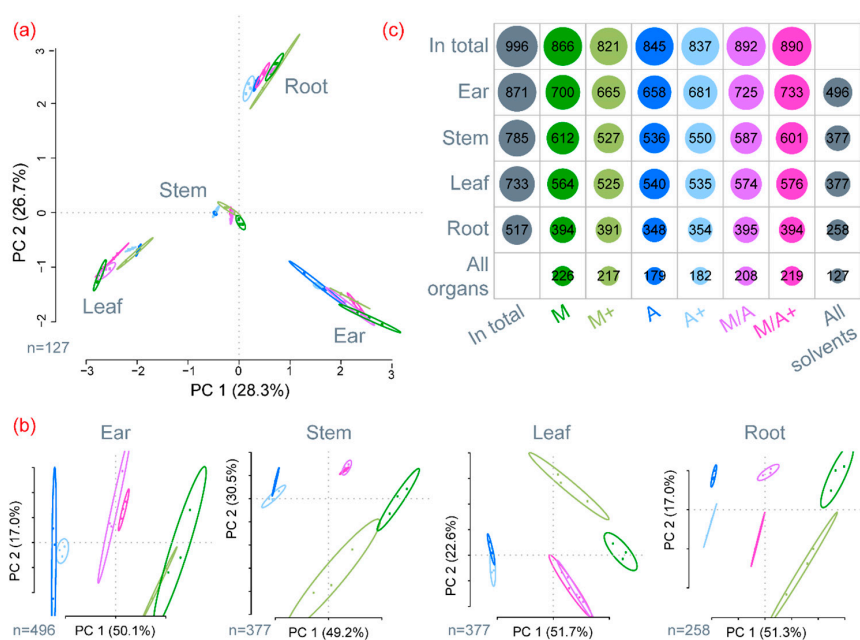 (a)
3
2
1
0
−1
−2
PC 2 (26.7%)
Root
Stem
Leaf
Ear
n=127
−3 −2 −1 0 1 2 3
PC 1 (28.3%)
(c)
In total 996 866 821 845 837 892 890
Ear 871 700 665 658 681 725 733 496
Stem 785 612 527 536 550 587 601 377
Leaf 733 564 525 540 535 574 576 377
Root 517 394 391 348 354 395 394 258
All
organs 226 217 179 182 208 219 127
In total M M+ A A+ M/A M/A+ All
solvents
(b)
Ear Stem Leaf Root
PC 2 (17.0%) PC 2 (30.5%) PC 2 (22.6%) PC 2 (17.0%)
n=496 PC 1 (50.1%) n=377 PC 1 (49.2%) n=377 PC 1 (51.7%) n=258 PC 1 (51.3%)